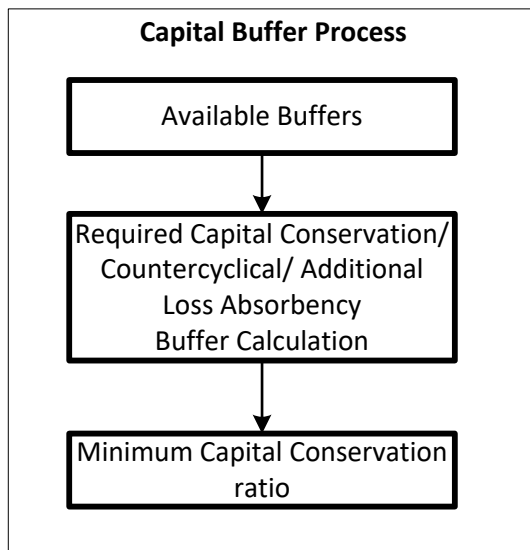 Capital Buffer Process
Available Buffers
Required Capital Conservation/
Countercyclical/ Additional
Loss Absorbency
Buffer Calculation
Minimum Capital Conservation
ratio